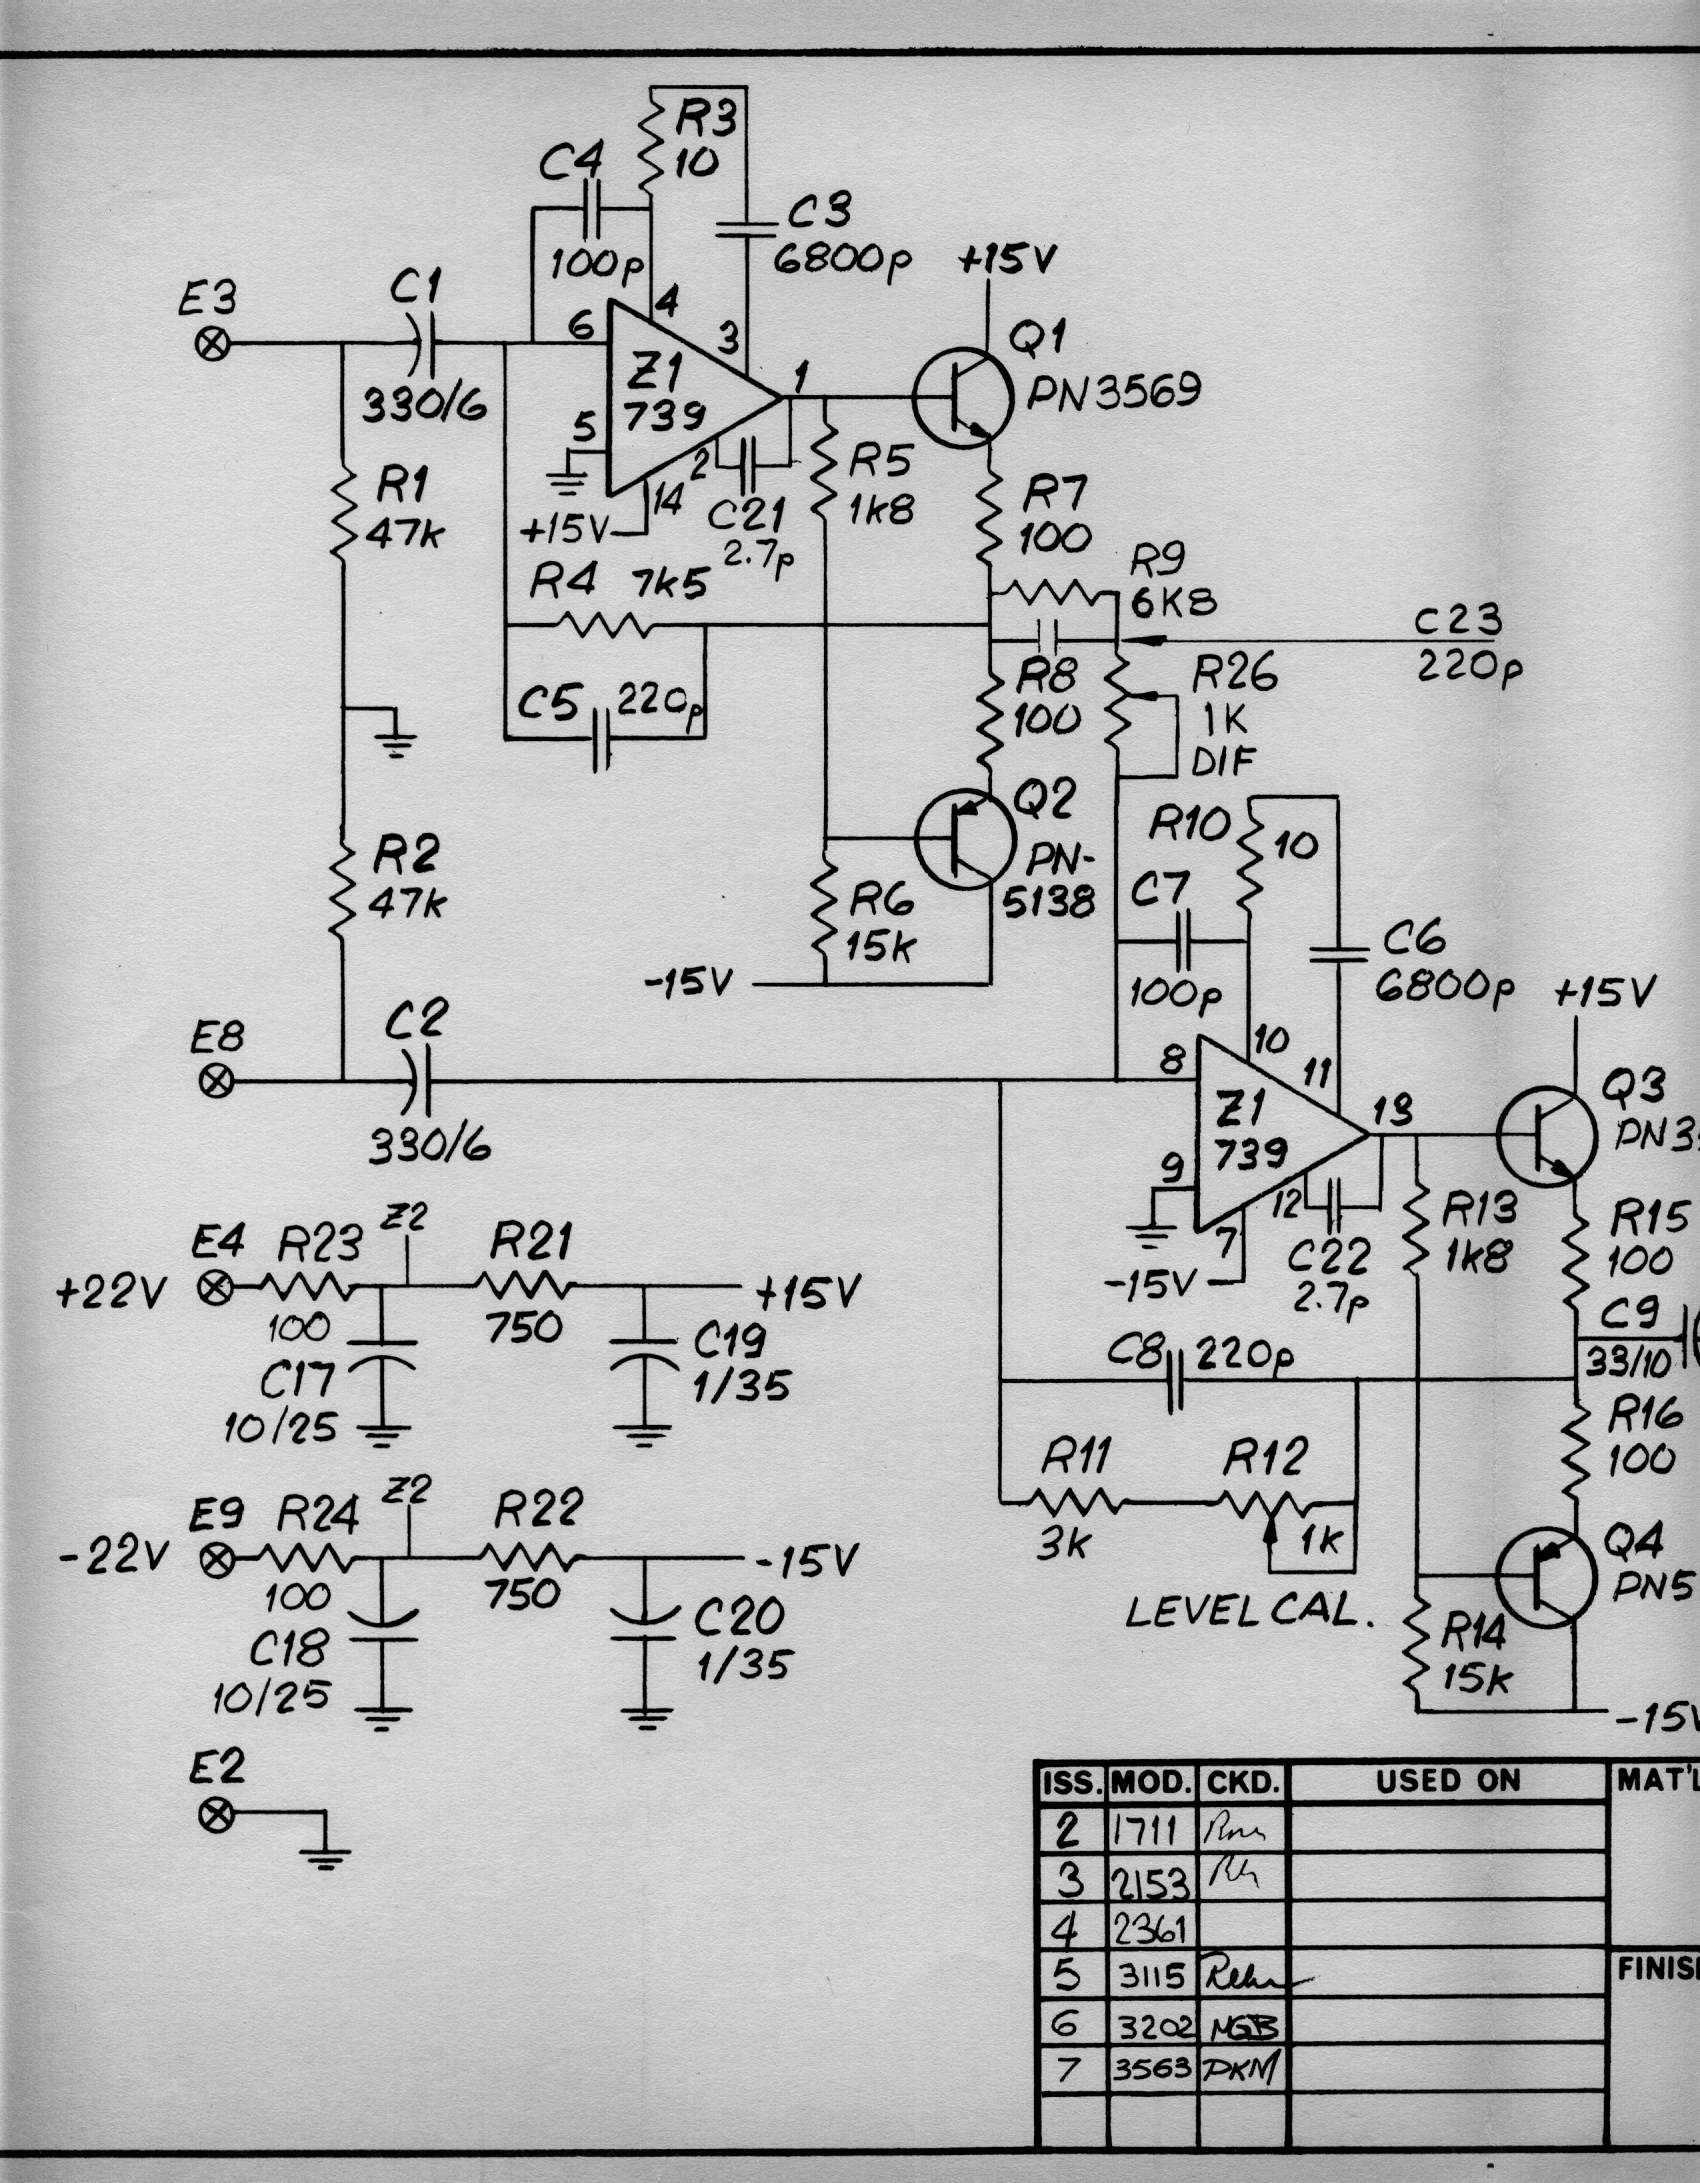 R3
10
C4
100p
C3
6800p
+15V
E3
C1
330/6
6
4
3
Z1
739
1
5
2
14
+15V
C21
2.7p
Q1
PN3569
R1
47k
R5
1k8
R7
100
R4 7k5
R9
6K8
C23
220p
C5 220p
R8
100
R26
1K
DIF
Q2
PN-
5138
R2
47k
R6
15k
-15V
R10
10
C7
100p
C6
6800p
+15V
E8
C2
330/6
8
10
11
Z1
739
13
9
12
7
-15V
C22
2.7p
Q3
R13
1k8
R15
100
C9
33/10
C8 220p
R16
100
R11
3k
R12
1k
LEVEL CAL.
Q4
R14
15k
E4 R23 Z2 R21
+22V +15V
100 750
C17
10/25
C19
1/35
E9 R24 Z2 R22
-22V -15V
100 750
C18
10/25
C20
1/35
E2
ISS. MOD. CKD. USED ON
2 1711
3 2153
4 2361
5 3115
6 3202 MGB
7 3563 PKM